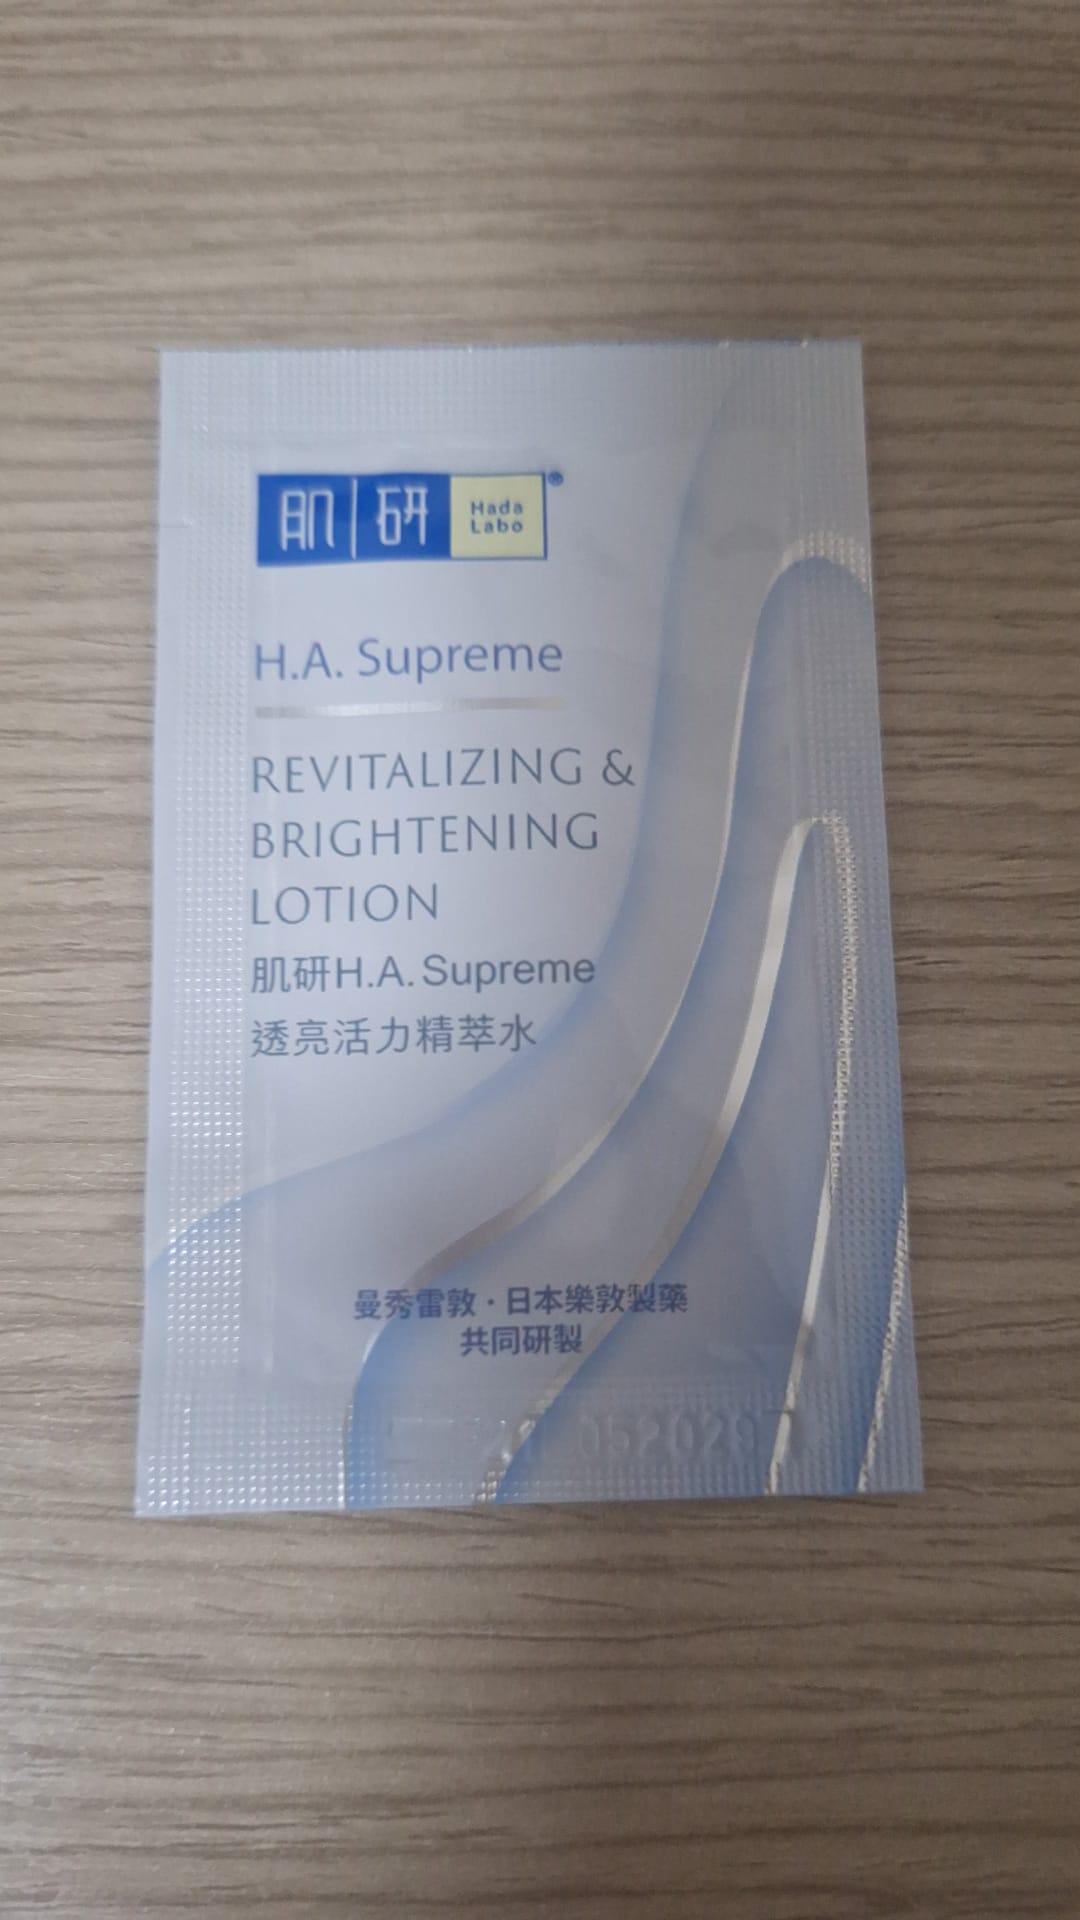 肌研 Hada
Labo®
H.A. Supreme
REVITALIZING &
BRIGHTENING
LOTION
肌研H.A. Supreme
透亮活力精萃水
曼秀雷敦·日本樂敦製藥
共同研製